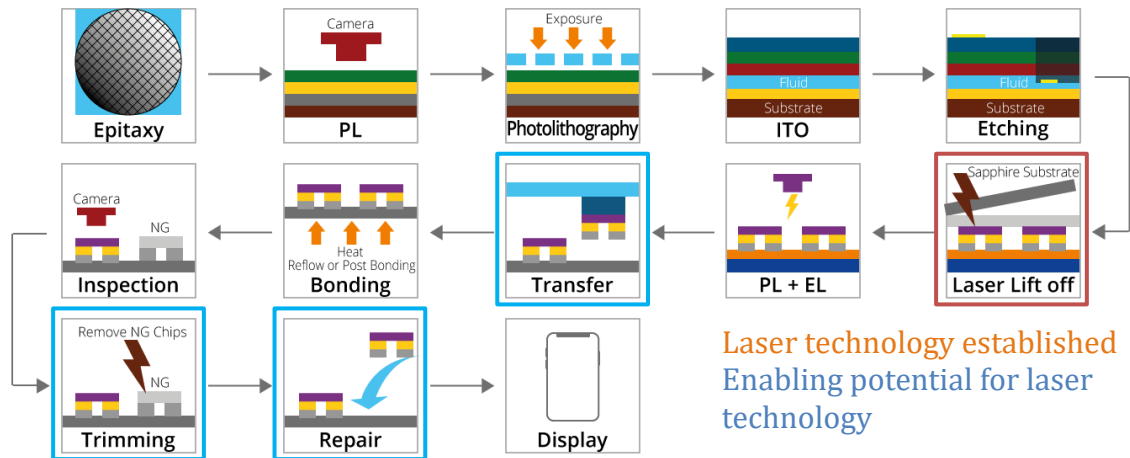 Epitaxy
Camera
PL
Exposure
Photolithography
Fluid
Substrate
ITO
Fluid
Substrate
Etching
Sapphire Substrate
Laser Lift off
PL + EL
Transfer
Heat
Reflow or Post Bonding
Bonding
Camera
NG
Inspection
Remove NG Chips
NG
Trimming
Repair
Display
Laser technology established
Enabling potential for laser
technology